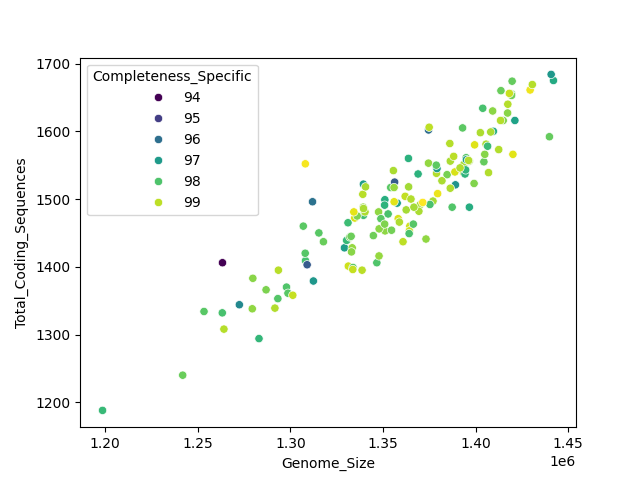 1700
1600
1500
1400
1300
1200
Total_Coding_Sequences
Completeness_Specific
94
95
96
97
98
99
1.20 1.25 1.30 1.35 1.40 1.45
1e6
Genome_Size